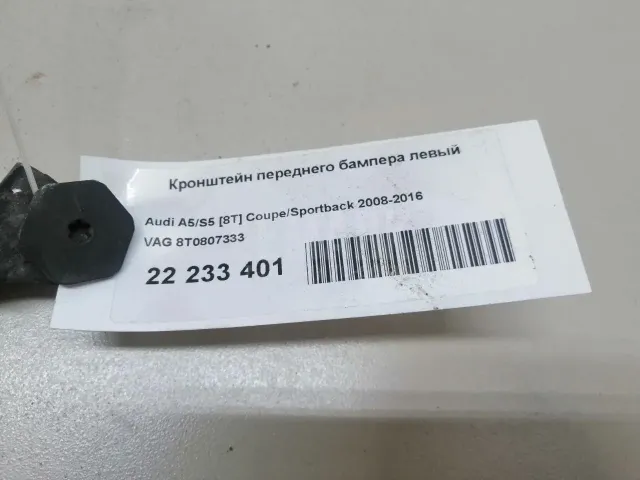 Кронштейн переднего бампера левый
Audi A5/S5 [8T] Coupe/Sportback 2008-2016
VAG 8T0807333
22 233 401